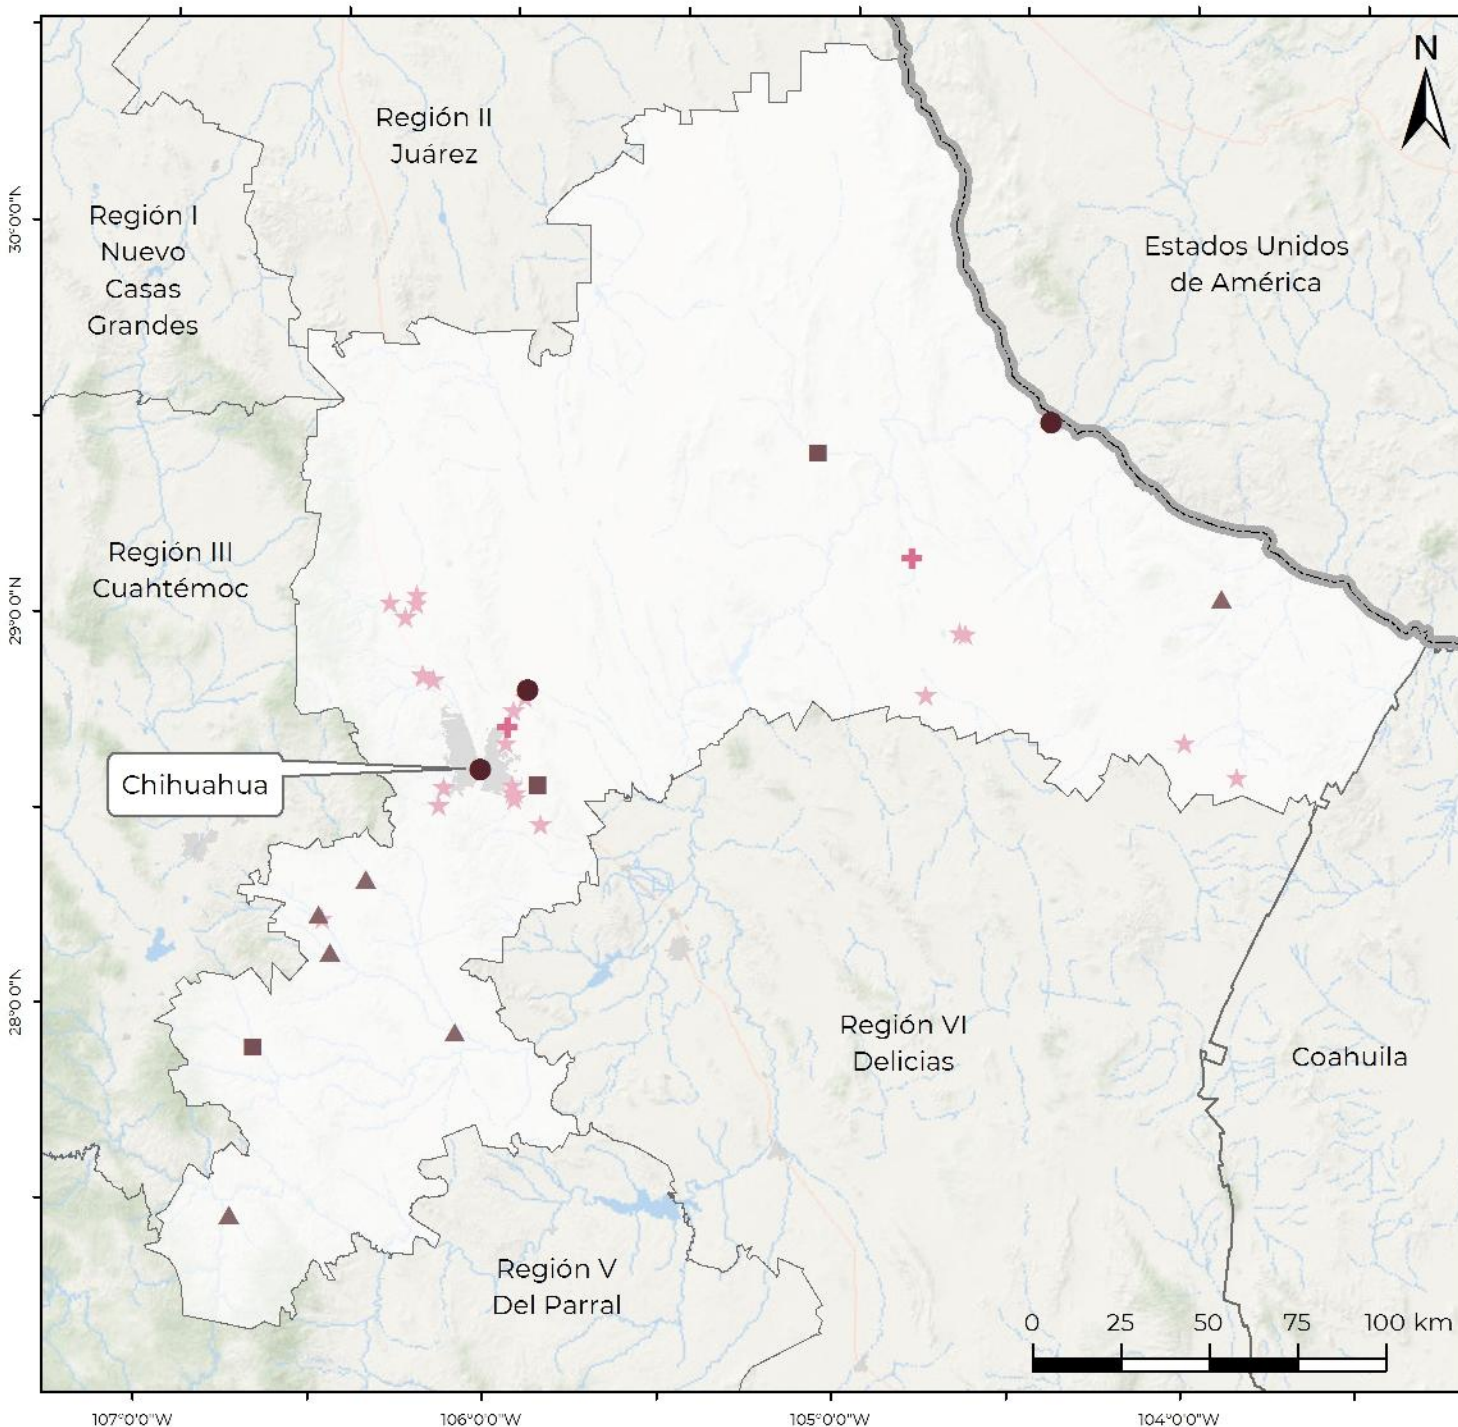 N
Región II
Juárez
Región I
Nuevo
Casas
Grandes
Estados Unidos
de América
30°0'0"N
Región III
Cuahtémoc
29°0'0"N
Chihuahua
28°0'0"N
Región VI
Delicias
Coahuila
Región V
Del Parral
0 25 50 75 100 km
107°0'0"W 106°0'0"W 105°0'0"W 104°0'0"W